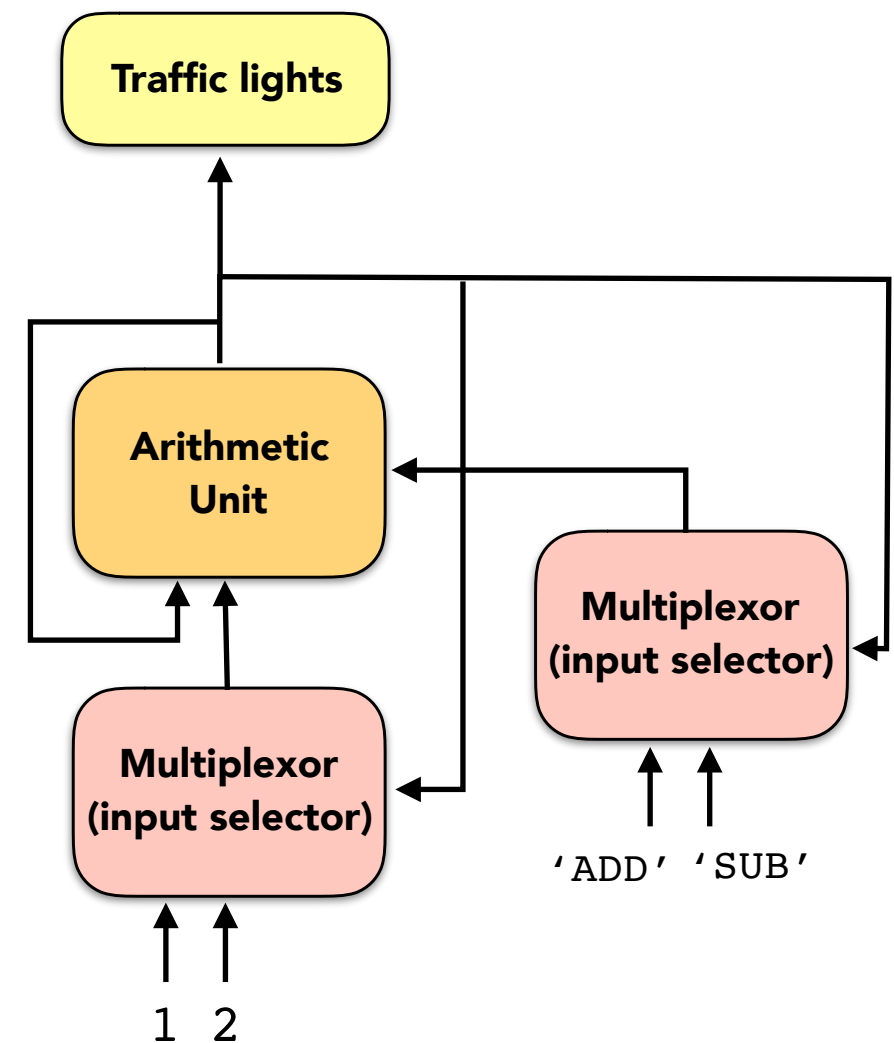 Traffic lights
Arithmetic
Unit
Multiplexor
(input selector)
Multiplexor
(input selector)
‘ADD’ ‘SUB’
1 2